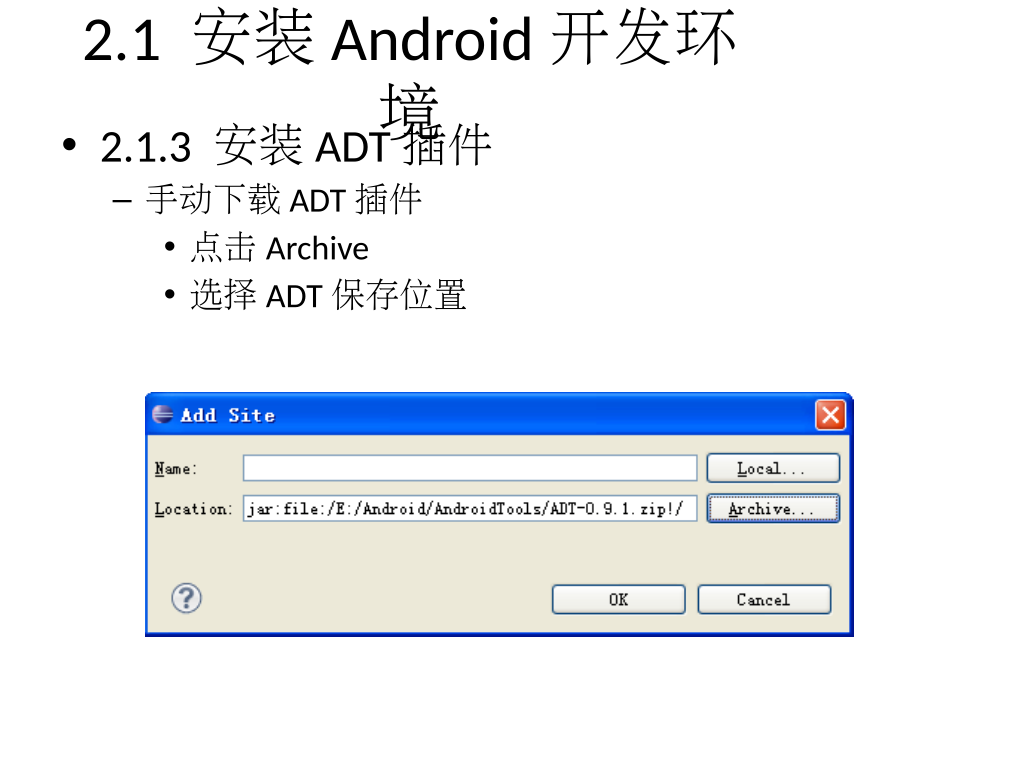 2.1 安装 Android 开发环
境
• 2.1.3 安装 ADT 插件
– 手动下载 ADT 插件
• 点击 Archive
• 选择 ADT 保存位置
Add Site
Name: Local...
Location: jar:file:/E:/Android/AndroidTools/ADT-0.9.1.zip!/ Archive...
? OK Cancel